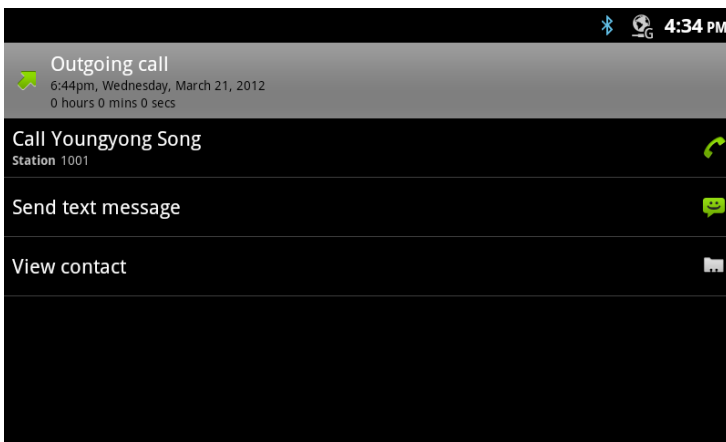 G 4:34 PM
Outgoing call
6:44pm, Wednesday, March 21, 2012
0 hours 0 mins 0 secs
Call Youngyong Song
Station 1001
Send text message
View contact